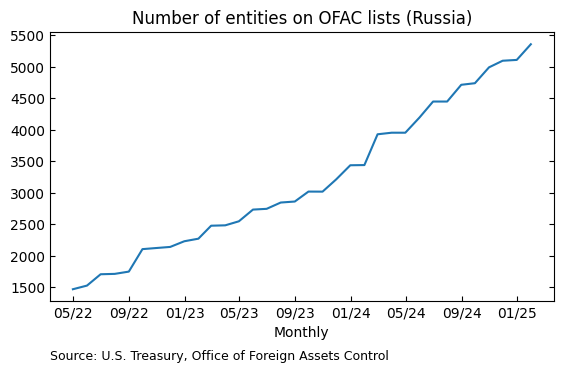 Number of entities on OFAC lists (Russia)
5500
5000
4500
4000
3500
3000
2500
2000
1500
05/22 09/22 01/23 05/23 09/23 01/24 05/24 09/24 01/25
Monthly
Source: U.S. Treasury, Office of Foreign Assets Control